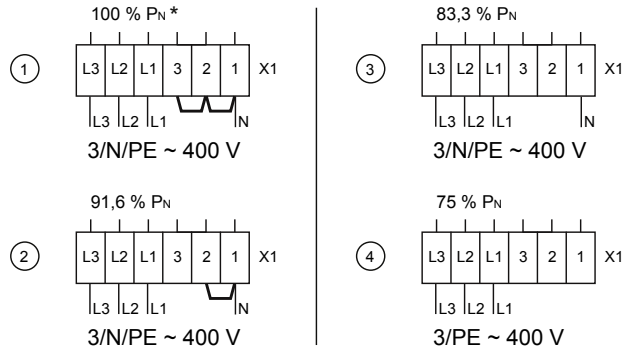 100 % PN *
1
L3 L2 L1 3 2 1 X1
L3 L2 L1 N
3/N/PE ~ 400 V
91,6 % PN
2
L3 L2 L1 3 2 1 X1
L3 L2 L1 N
3/N/PE ~ 400 V
83,3 % PN
3
L3 L2 L1 3 2 1 X1
L3 L2 L1 N
3/N/PE ~ 400 V
75 % PN
4
L3 L2 L1 3 2 1 X1
L3 L2 L1
3/PE ~ 400 V